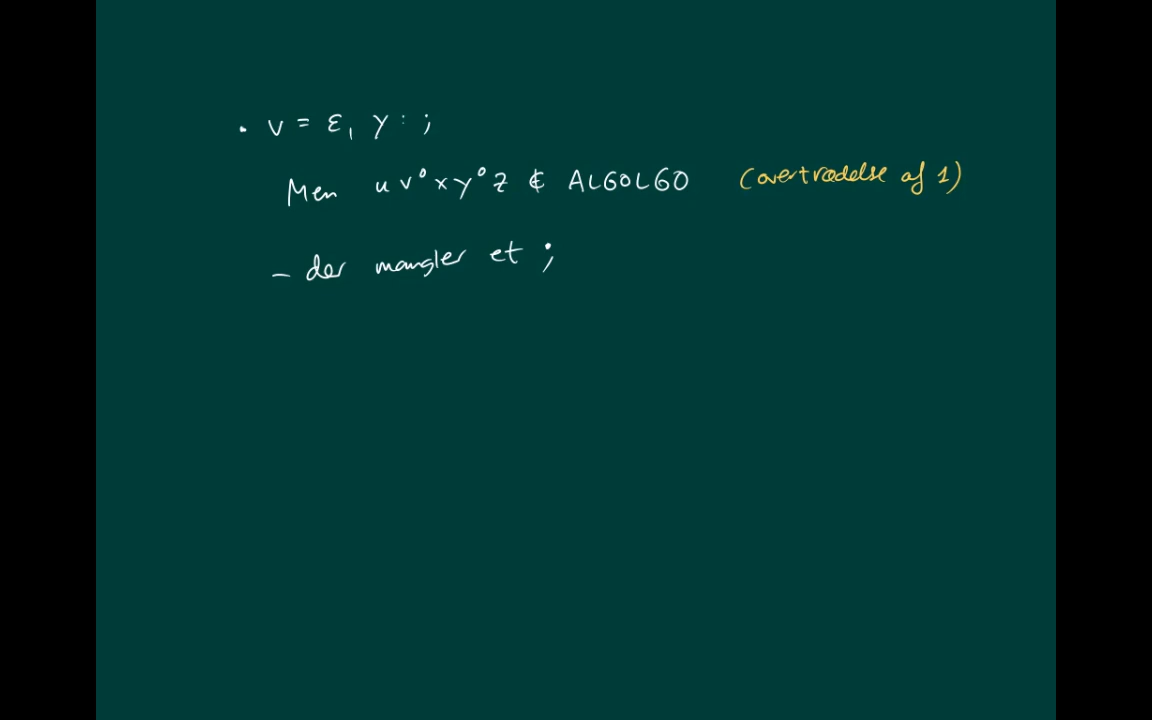 • v = ε, y : ;
Men uv⁰xy⁰z ∉ ALGOLGO (overtrædelse af 1)
– der mangler et ;